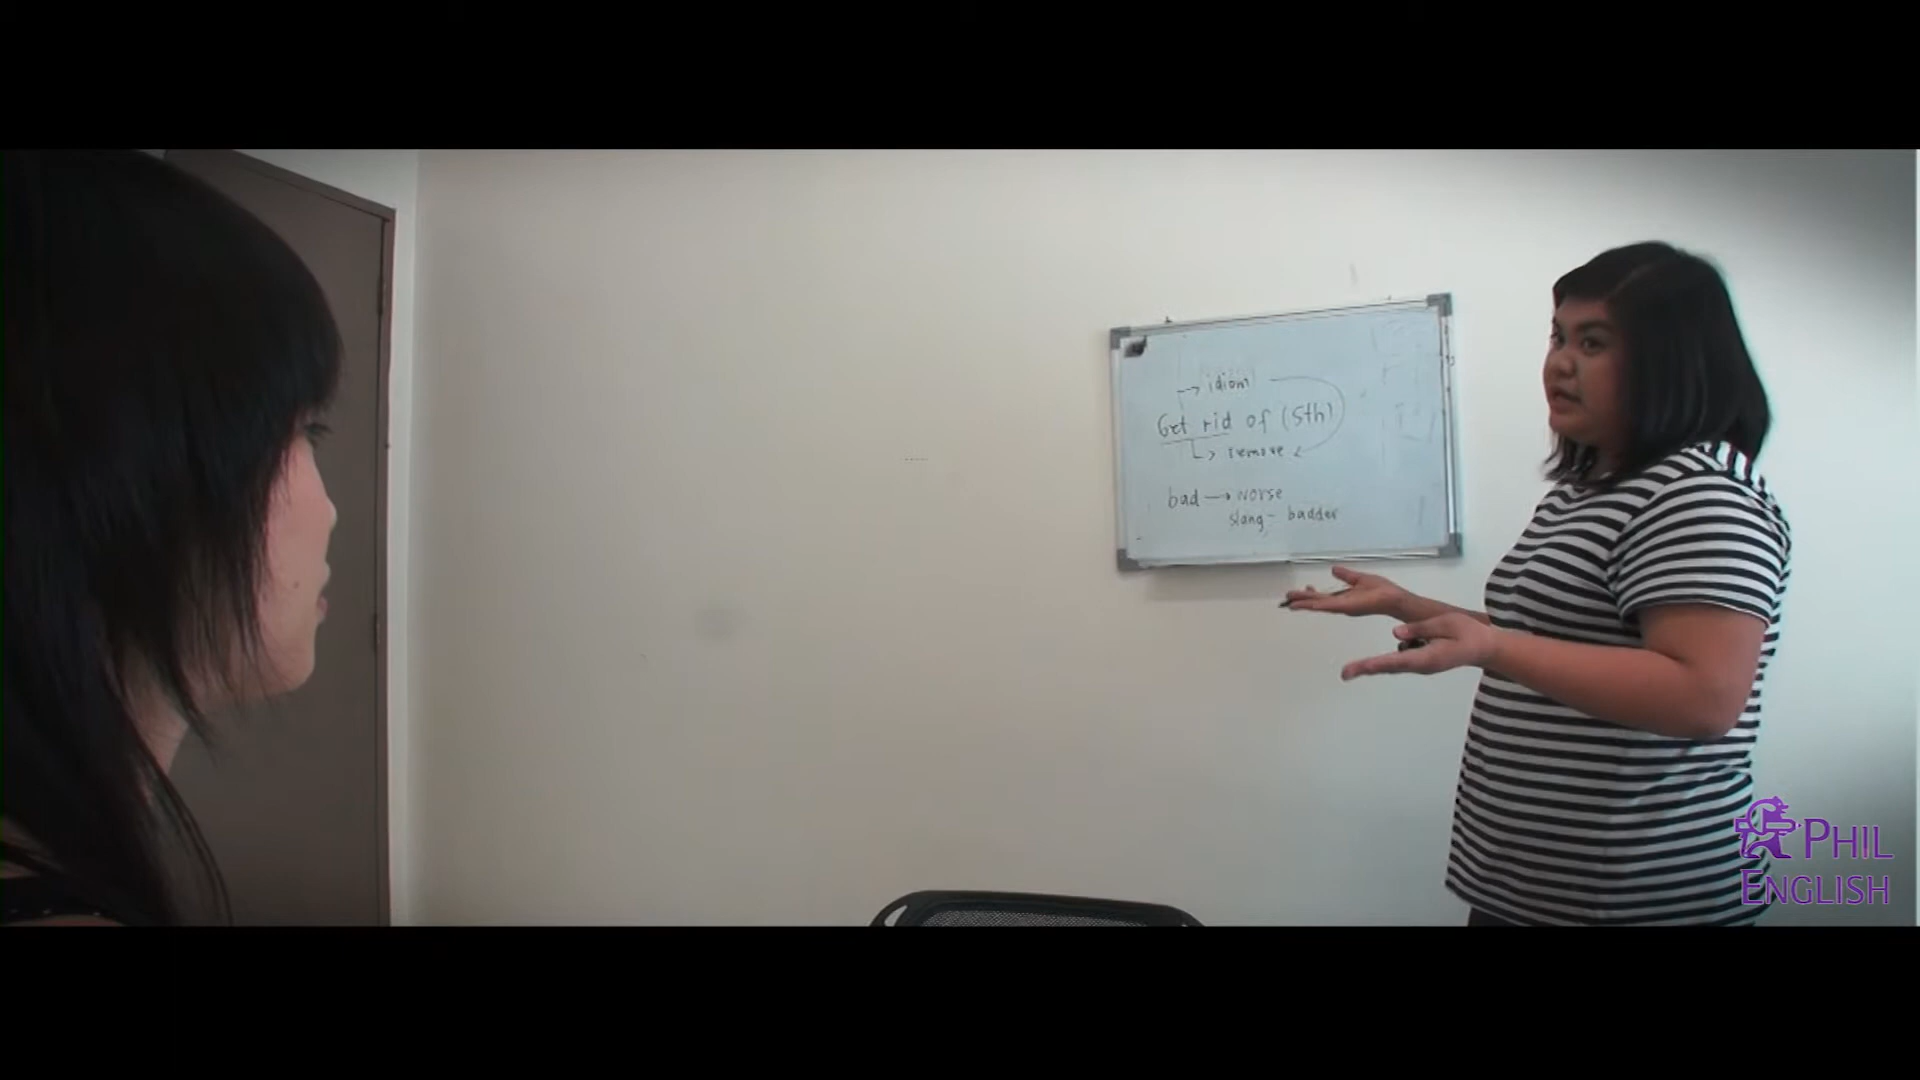 → idiom
Get rid of (sth)
↳ remove
bad → worse
slang - badder
PHIL
ENGLISH